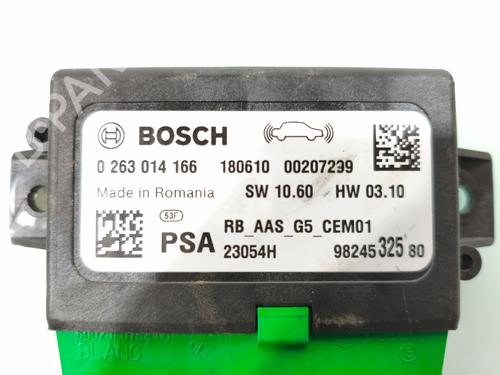 BOSCH
0 263 014 166 180610 00207299
Made in Romania SW 10.60 HW 03.10
53F
RB_AAS_G5_CEM01
PSA 23054H 98245 325 80
BLANC